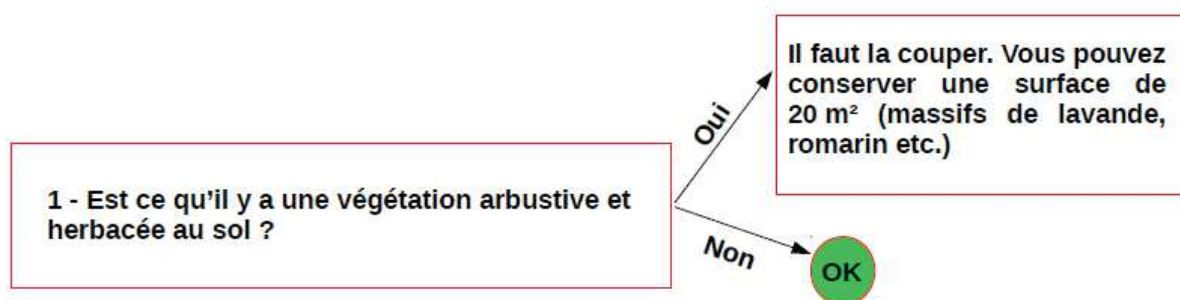 1 - Est ce qu'il y a une végétation arbustive et
herbacée au sol ?
Oui
Il faut la couper. Vous pouvez
conserver une surface de
20 m² (massifs de lavande,
romarin etc.)
Non
OK